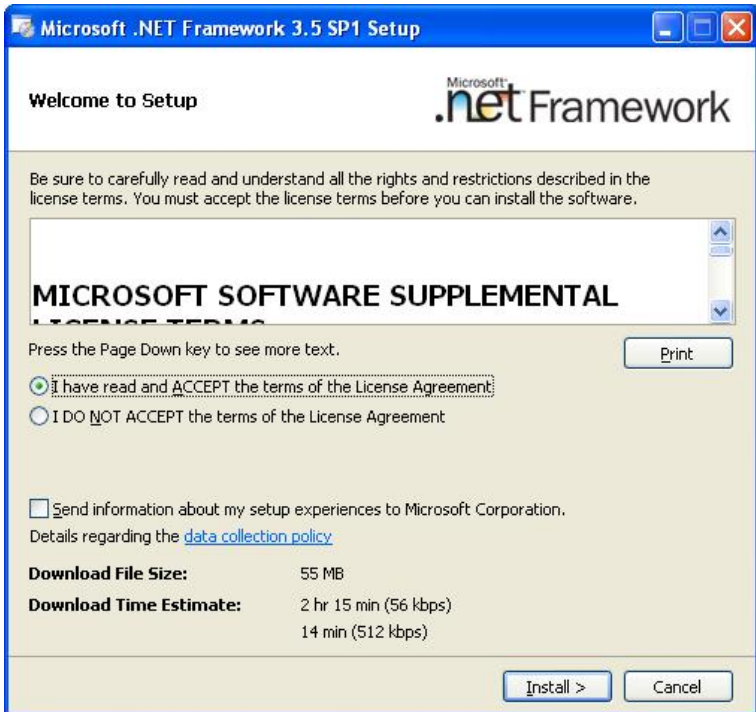 Microsoft .NET Framework 3.5 SP1 Setup
Welcome to Setup
Microsoft
.net Framework
Be sure to carefully read and understand all the rights and restrictions described in the
license terms. You must accept the license terms before you can install the software.
MICROSOFT SOFTWARE SUPPLEMENTAL
LICENSE TERMS
Press the Page Down key to see more text.
Print
I have read and ACCEPT the terms of the License Agreement
I DO NOT ACCEPT the terms of the License Agreement
Send information about my setup experiences to Microsoft Corporation.
Details regarding the data collection policy
Download File Size: 55 MB
Download Time Estimate: 2 hr 15 min (56 kbps)
14 min (512 kbps)
Install > Cancel